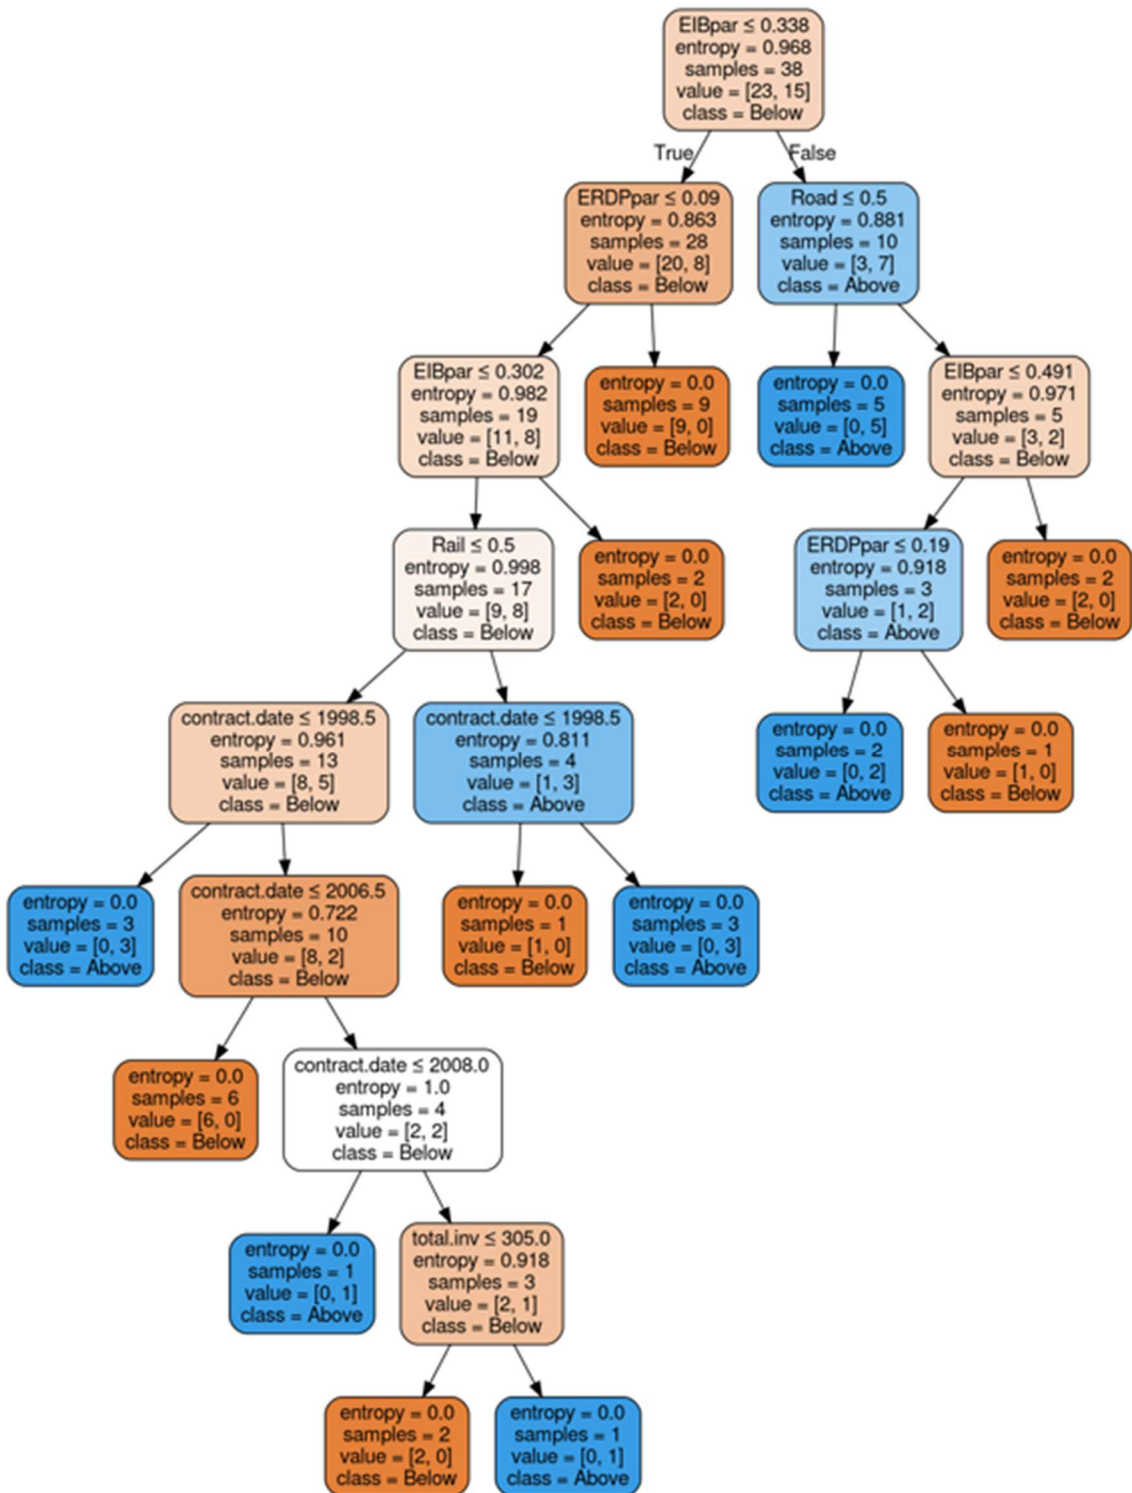 EIBpar ≤ 0.338
entropy = 0.968
samples = 38
value = [23, 15]
class = Below
True
False
ERDPpar ≤ 0.09
entropy = 0.863
samples = 28
value = [20, 8]
class = Below
Road ≤ 0.5
entropy = 0.881
samples = 10
value = [3, 7]
class = Above
EIBpar ≤ 0.302
entropy = 0.982
samples = 19
value = [11, 8]
class = Below
entropy = 0.0
samples = 9
value = [9, 0]
class = Below
entropy = 0.0
samples = 5
value = [0, 5]
class = Above
EIBpar ≤ 0.491
entropy = 0.971
samples = 5
value = [3, 2]
class = Below
Rail ≤ 0.5
entropy = 0.998
samples = 17
value = [9, 8]
class = Below
entropy = 0.0
samples = 2
value = [2, 0]
class = Below
ERDPpar ≤ 0.19
entropy = 0.918
samples = 3
value = [1, 2]
class = Above
entropy = 0.0
samples = 2
value = [2, 0]
class = Below
contract.date ≤ 1998.5
entropy = 0.961
samples = 13
value = [8, 5]
class = Below
contract.date ≤ 1998.5
entropy = 0.811
samples = 4
value = [1, 3]
class = Above
entropy = 0.0
samples = 2
value = [0, 2]
class = Above
entropy = 0.0
samples = 1
value = [1, 0]
class = Below
entropy = 0.0
samples = 3
value = [0, 3]
class = Above
contract.date ≤ 2006.5
entropy = 0.722
samples = 10
value = [8, 2]
class = Below
entropy = 0.0
samples = 1
value = [1, 0]
class = Below
entropy = 0.0
samples = 3
value = [0, 3]
class = Above
entropy = 0.0
samples = 6
value = [6, 0]
class = Below
contract.date ≤ 2008.0
entropy = 1.0
samples = 4
value = [2, 2]
class = Below
entropy = 0.0
samples = 1
value = [0, 1]
class = Above
total.inv ≤ 305.0
entropy = 0.918
samples = 3
value = [2, 1]
class = Below
entropy = 0.0
samples = 2
value = [2, 0]
class = Below
entropy = 0.0
samples = 1
value = [0, 1]
class = Above